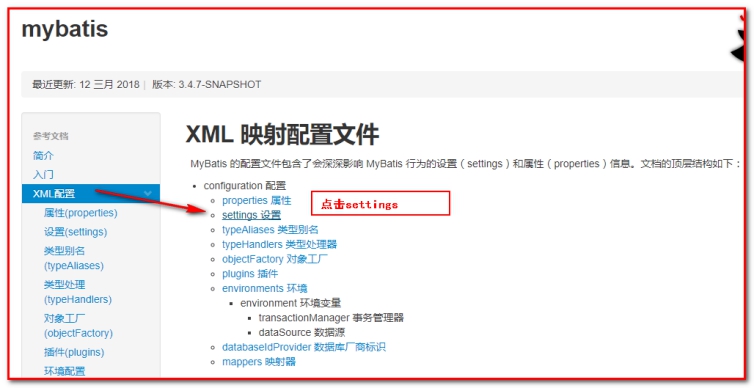 mybatis
最近更新: 12 三月 2018 | 版本: 3.4.7-SNAPSHOT
参考文档
简介
入门
XML配置
属性(properties)
设置(settings)
类型别名
(typeAliases)
类型处理
(typeHandlers)
对象工厂
(objectFactory)
插件(plugins)
环境配置
XML 映射配置文件
MyBatis 的配置文件包含了会深深影响 MyBatis 行为的设置（settings）和属性（properties）信息。文档的顶层结构如下：
configuration 配置
properties 属性
点击settings
settings 设置
typeAliases 类型别名
typeHandlers 类型处理器
objectFactory 对象工厂
plugins 插件
environments 环境
environment 环境变量
transactionManager 事务管理器
dataSource 数据源
databaseIdProvider 数据库厂商标识
mappers 映射器